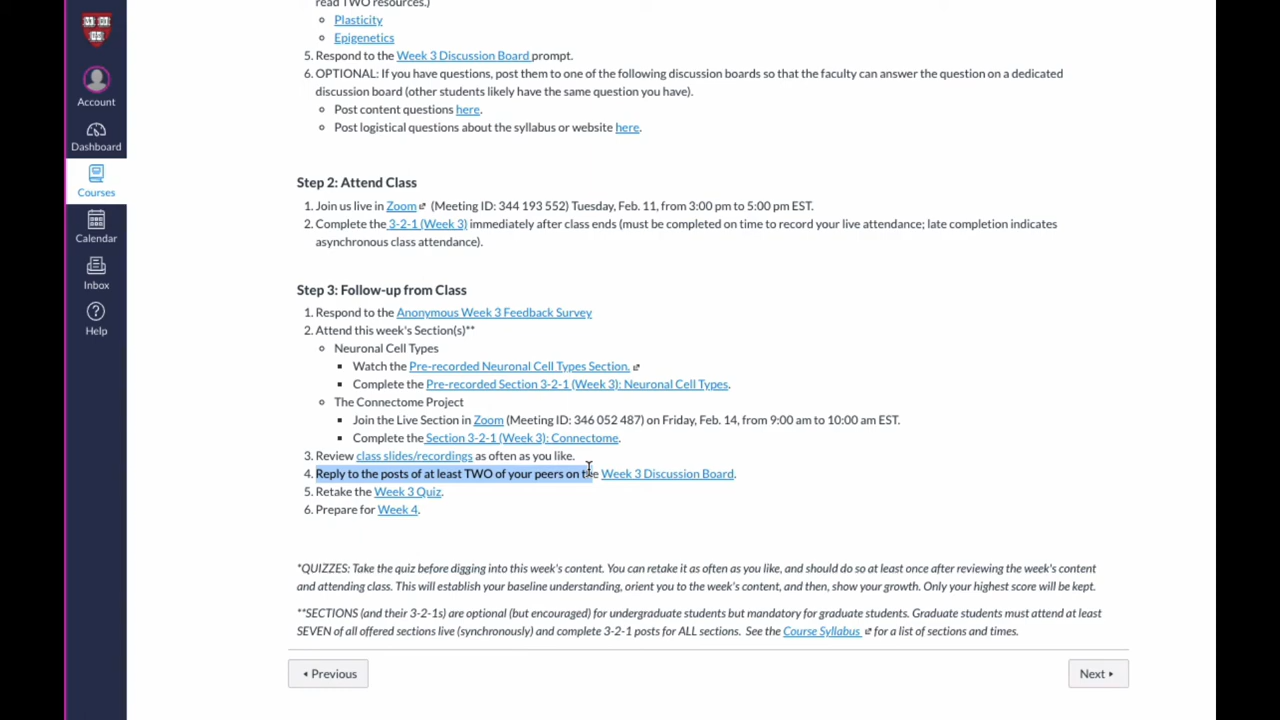 read TWO resources.)
Plasticity
Epigenetics
5. Respond to the Week 3 Discussion Board prompt.
6. OPTIONAL: If you have questions, post them to one of the following discussion boards so that the faculty can answer the question on a dedicated
discussion board (other students likely have the same question you have).
Post content questions here.
Post logistical questions about the syllabus or website here.
Account
Dashboard
Courses
Calendar
Inbox
Help
Step 2: Attend Class
1. Join us live in Zoom (Meeting ID: 344 193 552) Tuesday, Feb. 11, from 3:00 pm to 5:00 pm EST.
2. Complete the 3-2-1 (Week 3) immediately after class ends (must be completed on time to record your live attendance; late completion indicates
asynchronous class attendance).
Step 3: Follow-up from Class
1. Respond to the Anonymous Week 3 Feedback Survey
2. Attend this week's Section(s)**
Neuronal Cell Types
Watch the Pre-recorded Neuronal Cell Types Section.
Complete the Pre-recorded Section 3-2-1 (Week 3): Neuronal Cell Types.
The Connectome Project
Join the Live Section in Zoom (Meeting ID: 346 052 487) on Friday, Feb. 14, from 9:00 am to 10:00 am EST.
Complete the Section 3-2-1 (Week 3): Connectome.
3. Review class slides/recordings as often as you like.
4. Reply to the posts of at least TWO of your peers on the Week 3 Discussion Board.
5. Retake the Week 3 Quiz.
6. Prepare for Week 4.
*QUIZZES: Take the quiz before digging into this week's content. You can retake it as often as you like, and should do so at least once after reviewing the week's content
and attending class. This will establish your baseline understanding, orient you to the week's content, and then, show your growth. Only your highest score will be kept.
**SECTIONS (and their 3-2-1s) are optional (but encouraged) for undergraduate students but mandatory for graduate students. Graduate students must attend at least
SEVEN of all offered sections live (synchronously) and complete 3-2-1 posts for ALL sections. See the Course Syllabus for a list of sections and times.
Previous
Next